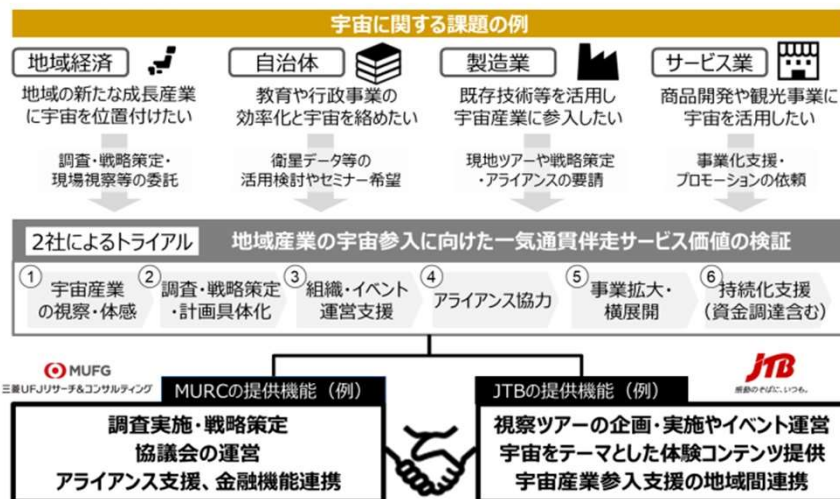 宇宙に関する課題の例
地域経済
地域の新たな成長産業
に宇宙を位置付けたい
調査・戦略策定・
現場視察等の委託
自治体
教育や行政事業の
効率化と宇宙を絡めたい
衛星データ等の
活用検討やセミナー希望
製造業
既存技術等を活用し
宇宙産業に参入したい
現地ツアーや戦略策定
・アライアンスの要請
サービス業
商品開発や観光事業に
宇宙を活用したい
事業化支援・
プロモーションの依頼
2社によるトライアル
地域産業の宇宙参入に向けた一気通貫伴走サービス価値の検証
① 宇宙産業
の視察・体感
② 調査・戦略策定
・計画具体化
③ 組織・イベント
運営支援
④ アライアンス協力
⑤ 事業拡大・
横展開
⑥ 持続化支援
(資金調達含む)
MUFG
三菱UFJリサーチ&コンサルティング
MURCの提供機能（例）
調査実施・戦略策定
協議会の運営
アライアンス支援、金融機能連携
JTBの提供機能（例）
JTB
感動のそばに、いつも。
視察ツアーの企画・実施やイベント運営
宇宙をテーマとした体験コンテンツ提供
宇宙産業参入支援の地域間連携